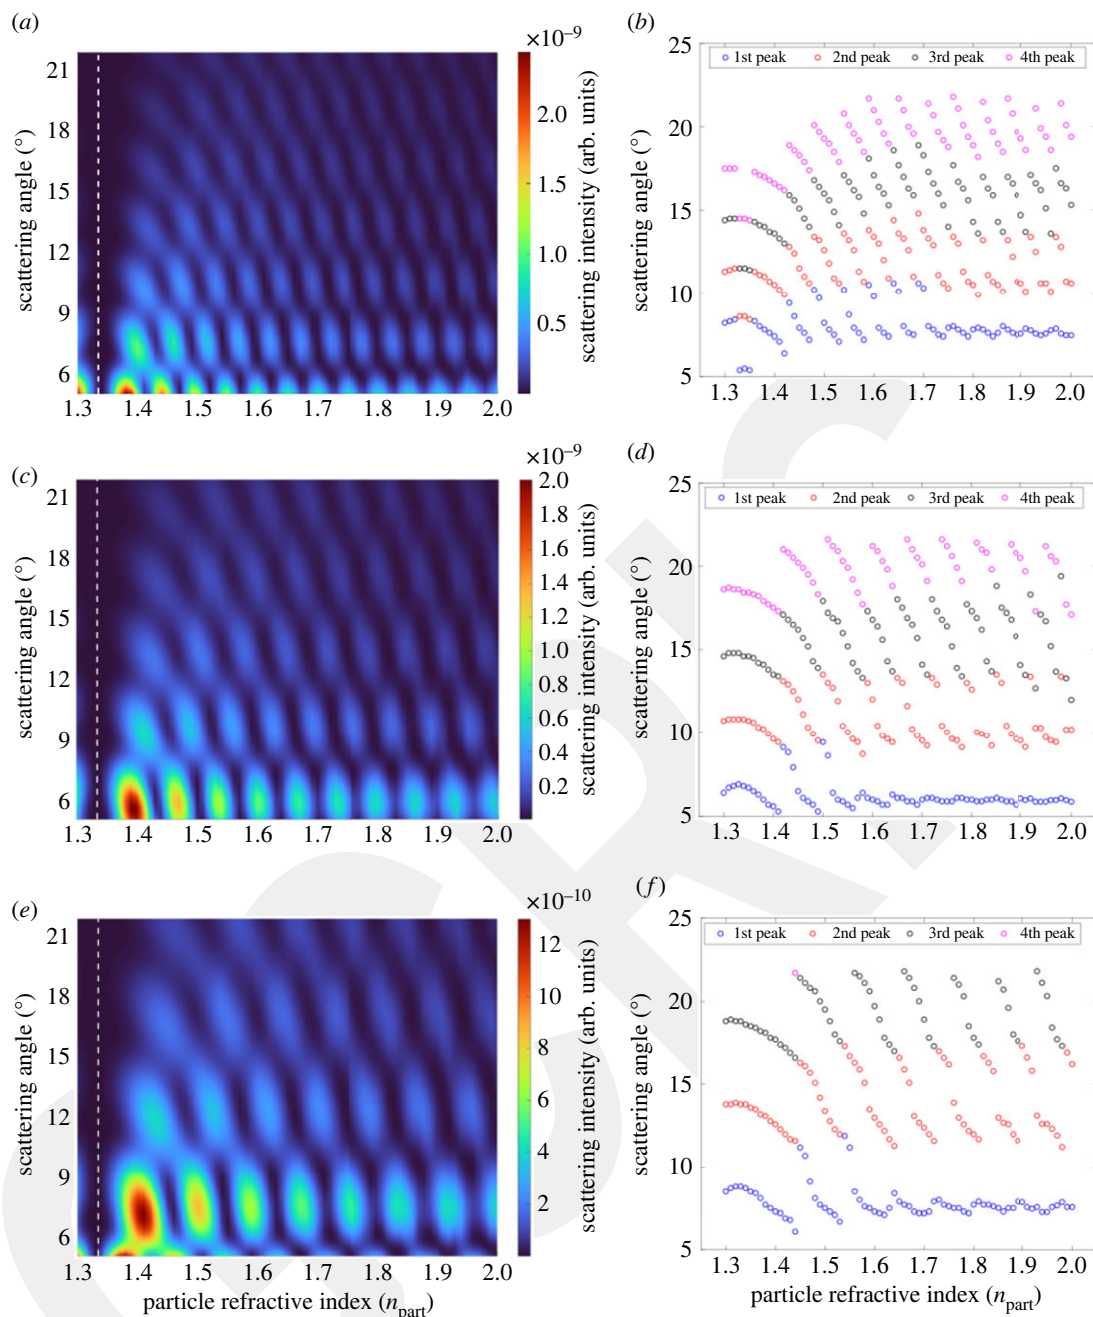 (a)
×10⁻⁹
21
18
15
12
9
6
scattering angle (°)
1.3 1.4 1.5 1.6 1.7 1.8 1.9 2.0
2.0
1.5
1.0
0.5
scattering intensity (arb. units)
(b)
25
20
15
10
5
scattering angle (°)
1st peak 2nd peak 3rd peak 4th peak
1.3 1.4 1.5 1.6 1.7 1.8 1.9 2.0
(c)
×10⁻⁹
21
18
15
12
9
6
scattering angle (°)
1.3 1.4 1.5 1.6 1.7 1.8 1.9 2.0
2.0
1.8
1.6
1.4
1.2
1.0
0.8
0.6
0.4
0.2
scattering intensity (arb. units)
(d)
25
20
15
10
5
scattering angle (°)
1st peak 2nd peak 3rd peak 4th peak
1.3 1.4 1.5 1.6 1.7 1.8 1.9 2.0
(e)
×10⁻¹⁰
21
18
15
12
9
6
scattering angle (°)
1.3 1.4 1.5 1.6 1.7 1.8 1.9 2.0
particle refractive index (n_part)
12
10
8
6
4
2
scattering intensity (arb. units)
(f)
25
20
15
10
5
scattering angle (°)
1st peak 2nd peak 3rd peak 4th peak
1.3 1.4 1.5 1.6 1.7 1.8 1.9 2.0
particle refractive index (n_part)